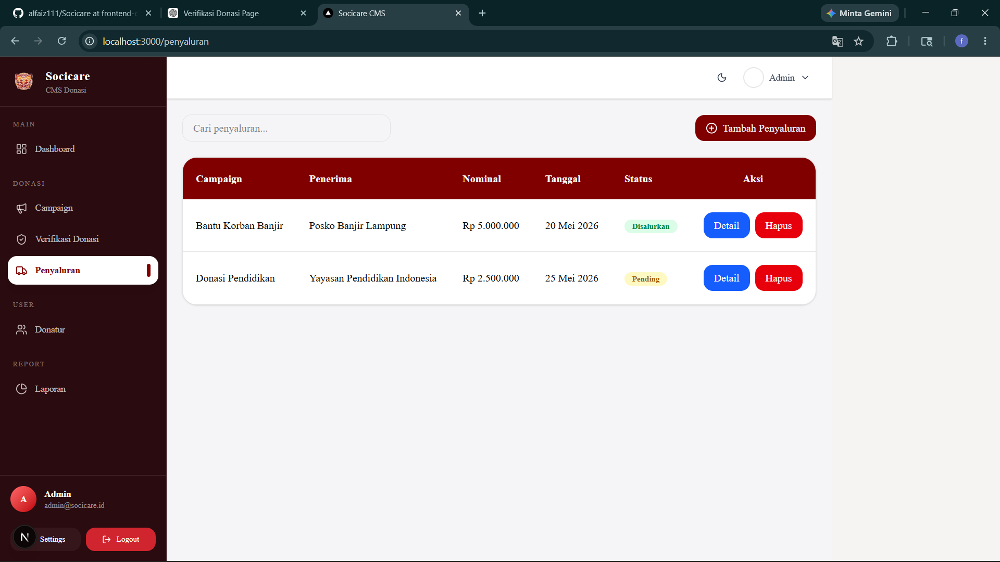 alfaiz111/Socicare at frontend-
Verifikasi Donasi Page
Socicare CMS
Minta Gemini
localhost:3000/penyaluran
f
Socicare
CMS Donasi
MAIN
Dashboard
DONASI
Campaign
Verifikasi Donasi
Penyaluran
USER
Donatur
REPORT
Laporan
A
Admin
admin@socicare.id
N
Settings
Logout
Admin
Cari penyaluran...
Tambah Penyaluran
Campaign Penerima Nominal Tanggal Status Aksi
Bantu Korban Banjir Posko Banjir Lampung Rp 5.000.000 20 Mei 2026 Disalurkan Detail Hapus
Donasi Pendidikan Yayasan Pendidikan Indonesia Rp 2.500.000 25 Mei 2026 Pending Detail Hapus